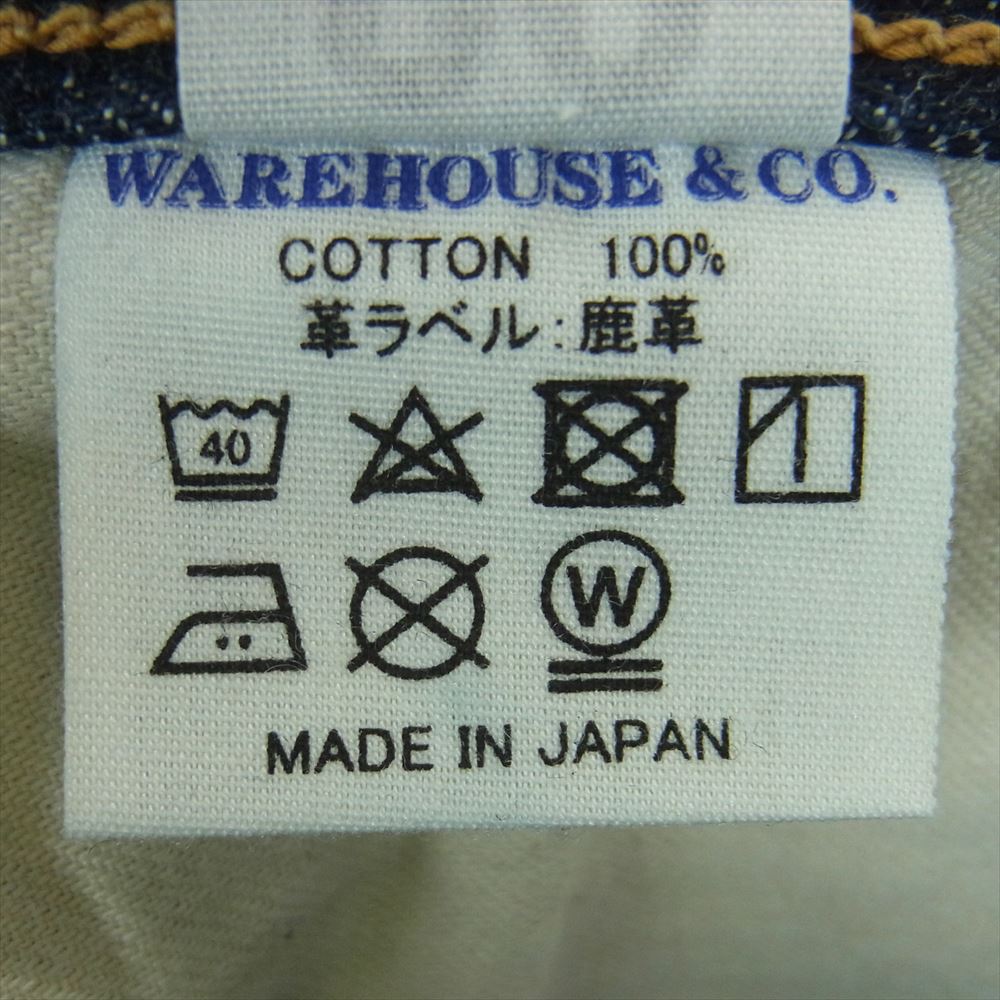 WAREHOUSE & CO.
COTTON 100%
革ラベル:鹿革
40
W
MADE IN JAPAN